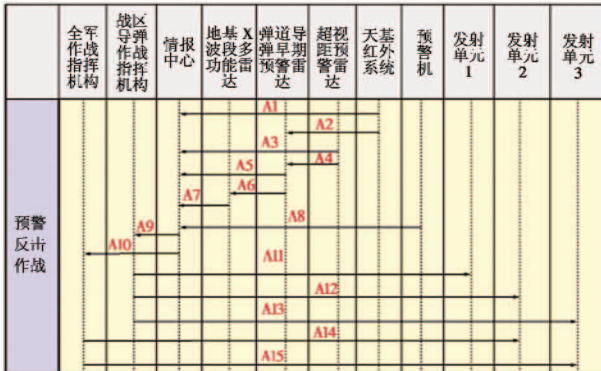 全军
作战
指挥
机构
战区
导弹
作战
指挥
机构
情报
中心
地基X
波段多
功能雷
达
弹道导
弹早期
预警雷
达
超视
距预
警雷
达
天基
红外
系统
预警
机
发射
单元
1
发射
单元
2
发射
单元
3
预警
反击
作战
A1
A2
A3
A4
A5
A6
A7
A8
A9
A10
A11
A12
A13
A14
A15